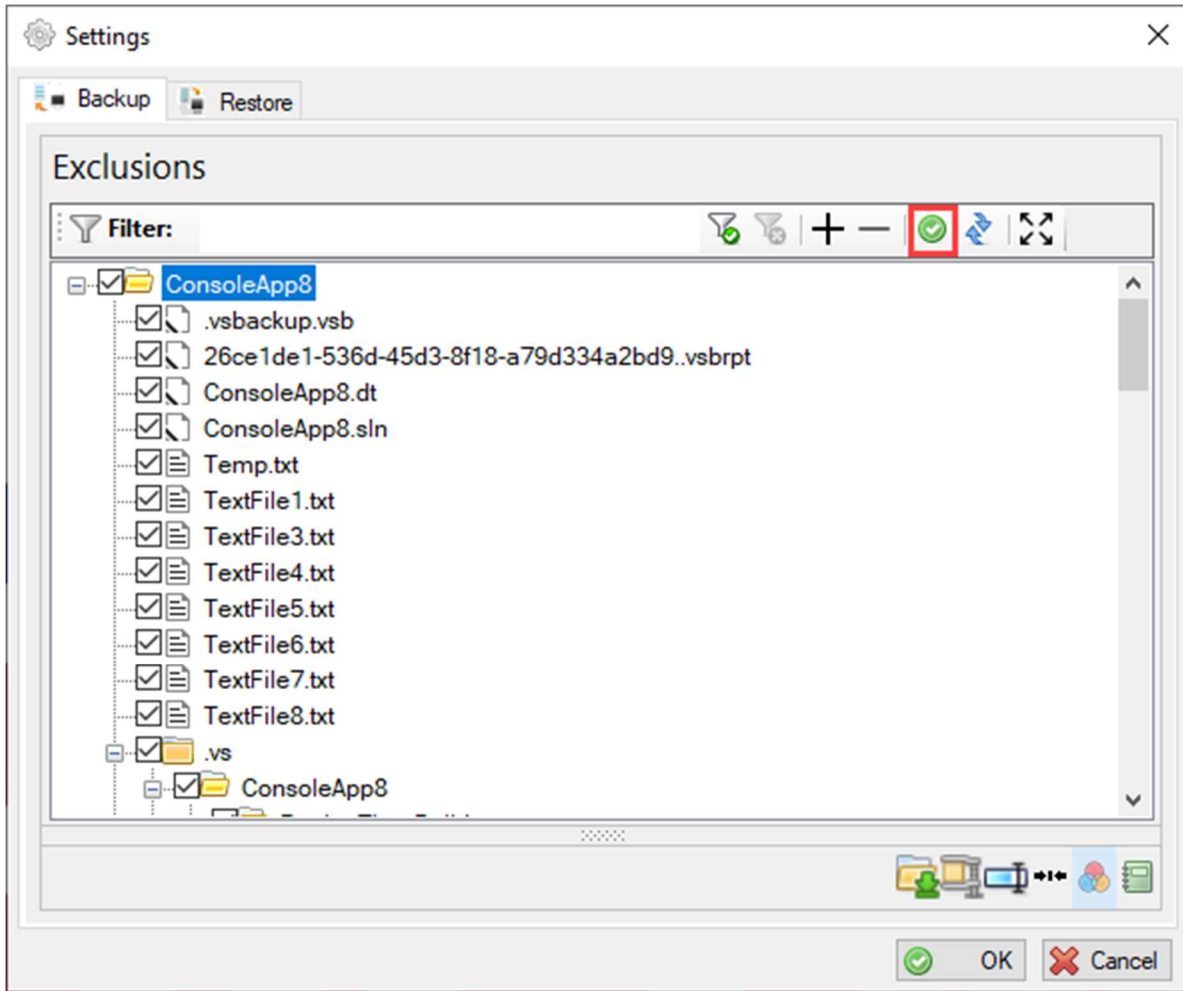 Settings
Backup
Restore
Exclusions
Filter:
ConsoleApp8
.vsbackup.vsb
26ce1de1-536d-45d3-8f18-a79d334a2bd9..vsbrpt
ConsoleApp8.dt
ConsoleApp8.sln
Temp.txt
TextFile1.txt
TextFile3.txt
TextFile4.txt
TextFile5.txt
TextFile6.txt
TextFile7.txt
TextFile8.txt
.vs
ConsoleApp8
OK
Cancel